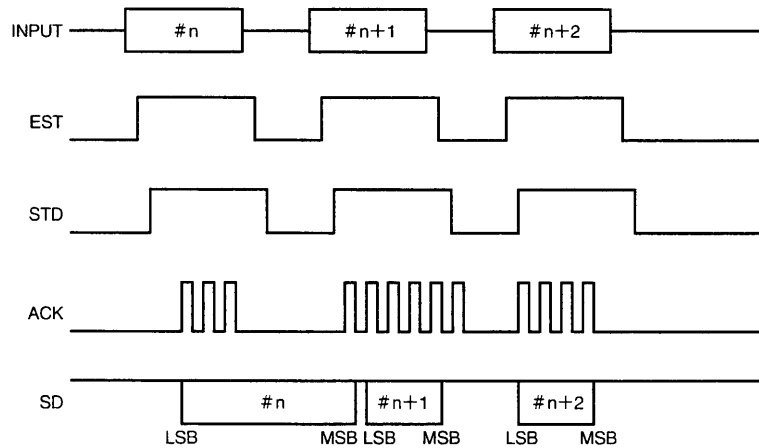 INPUT #n #n+1 #n+2
EST
STD
ACK
SD #n #n+1 #n+2
LSB MSB LSB MSB LSB MSB